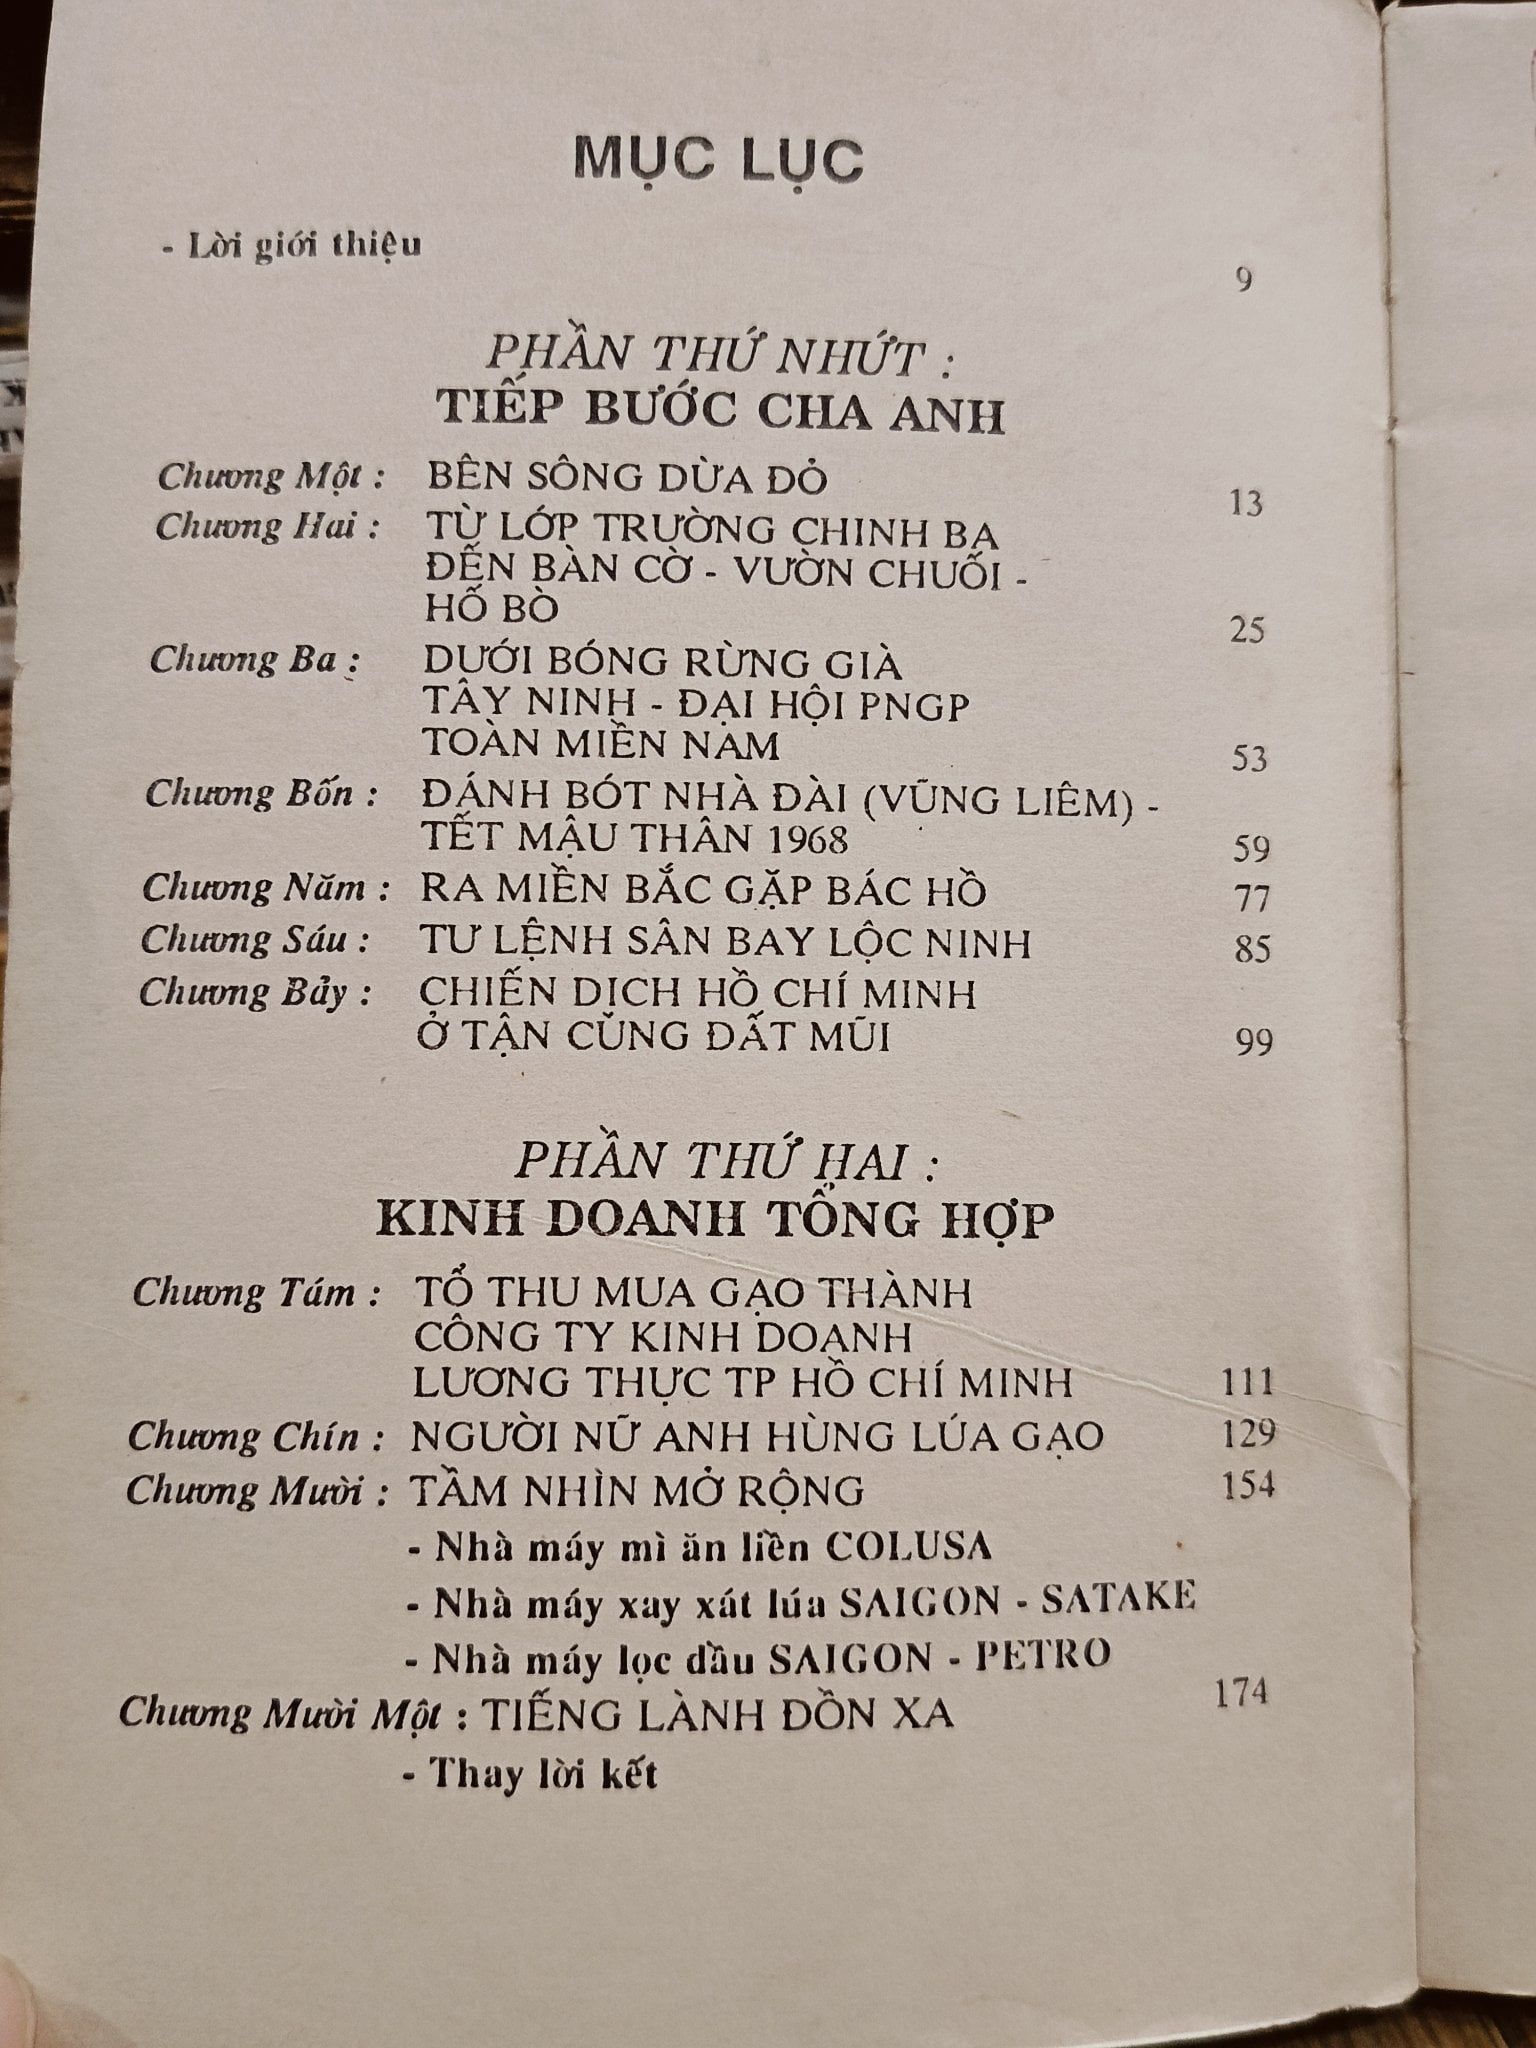 MỤC LỤC
- Lời giới thiệu 9
PHẦN THỨ NHỨT :
TIẾP BƯỚC CHA ANH
Chương Một : BÊN SÔNG DỪA ĐỎ 13
Chương Hai : TỪ LỚP TRƯỜNG CHINH BA
ĐẾN BÀN CỜ - VƯỜN CHUỐI -
HỐ BÒ 25
Chương Ba : DƯỚI BÓNG RỪNG GIÀ
TÂY NINH - ĐẠI HỘI PNGP
TOÀN MIỀN NAM 53
Chương Bốn : ĐÁNH BÓT NHÀ ĐÀI (VŨNG LIÊM) -
TẾT MẬU THÂN 1968 59
Chương Năm : RA MIỀN BẮC GẶP BÁC HỒ 77
Chương Sáu : TƯ LỆNH SÂN BAY LỘC NINH 85
Chương Bảy : CHIẾN DỊCH HỒ CHÍ MINH
Ở TẬN CÙNG ĐẤT MŨI 99
PHẦN THỨ HAI :
KINH DOANH TỔNG HỢP
Chương Tám : TỔ THU MUA GẠO THÀNH
CÔNG TY KINH DOANH
LƯƠNG THỰC TP HỒ CHÍ MINH 111
Chương Chín : NGƯỜI NỮ ANH HÙNG LÚA GẠO 129
Chương Mười : TẦM NHÌN MỞ RỘNG 154
- Nhà máy mì ăn liền COLUSA
- Nhà máy xay xát lúa SAIGON - SATAKE
- Nhà máy lọc dầu SAIGON - PETRO
Chương Mười Một : TIẾNG LÀNH ĐỒN XA 174
- Thay lời kết